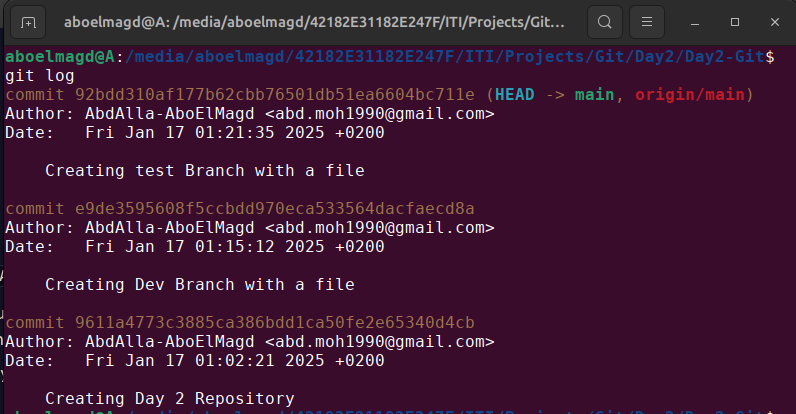 aboelmagd@A: /media/aboelmagd/42182E31182E247F/ITI/Projects/Git...
aboelmagd@A:/media/aboelmagd/42182E31182E247F/ITI/Projects/Git/Day2/Day2-Git$
git log
commit 92bdd310af177b62cbb76501db51ea6604bc711e (HEAD -> main, origin/main)
Author: AbdAlla-AboElMagd <abd.moh1990@gmail.com>
Date:   Fri Jan 17 01:21:35 2025 +0200
    Creating test Branch with a file
commit e9de3595608f5ccbdd970eca533564dacfaecd8a
Author: AbdAlla-AboElMagd <abd.moh1990@gmail.com>
Date:   Fri Jan 17 01:15:12 2025 +0200
    Creating Dev Branch with a file
commit 9611a4773c3885ca386bdd1ca50fe2e65340d4cb
Author: AbdAlla-AboElMagd <abd.moh1990@gmail.com>
Date:   Fri Jan 17 01:02:21 2025 +0200
    Creating Day 2 Repository